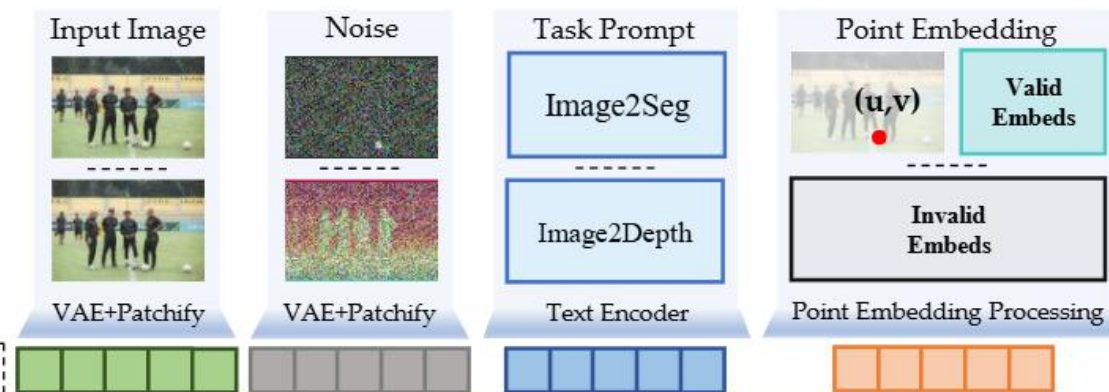 Input Image
Noise
Task Prompt
Point Embedding
Image2Seg
(u,v)
Valid
Embeds
Image2Depth
Invalid
Embeds
VAE+Patchify
VAE+Patchify
Text Encoder
Point Embedding Processing